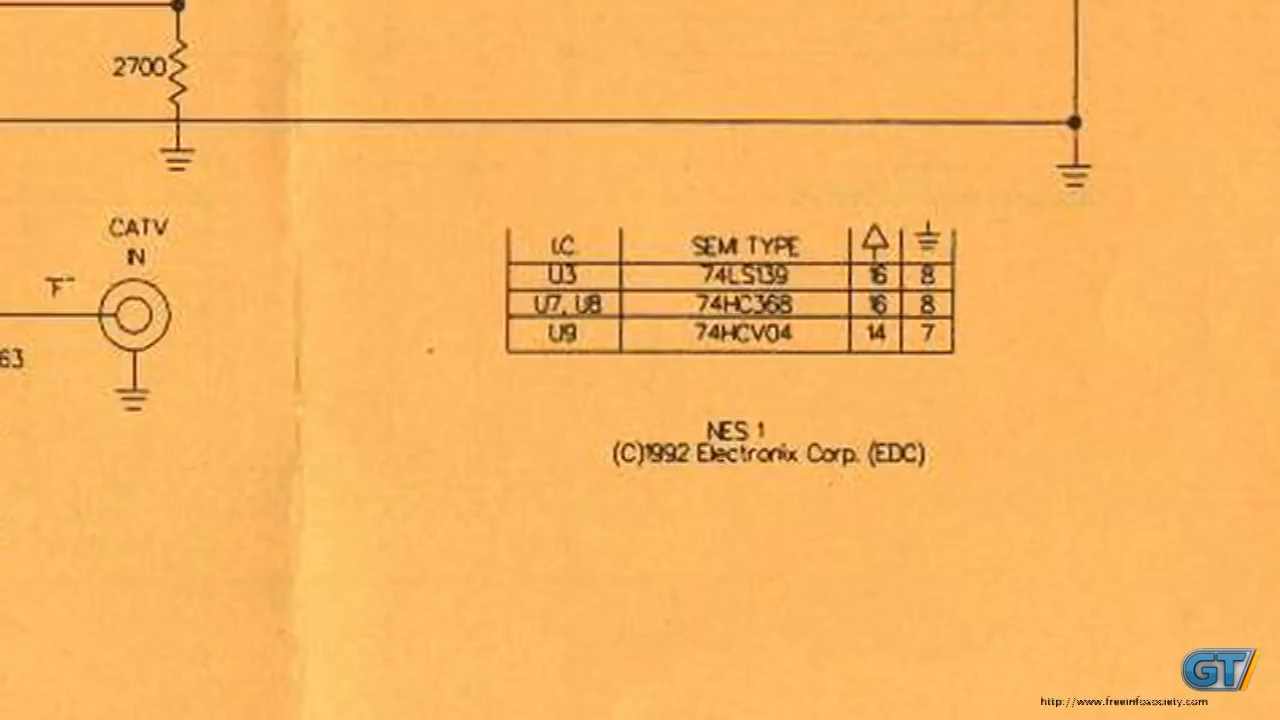 2700
CATV
IN
"F"
63
I.C. SEMI TYPE
U3 74LS139 16 8
U7, U8 74HC368 16 8
U9 74HCV04 14 7
NES 1
(C)1992 Electronix Corp. (EDC)
GT
http://www.freeinfosociety.com